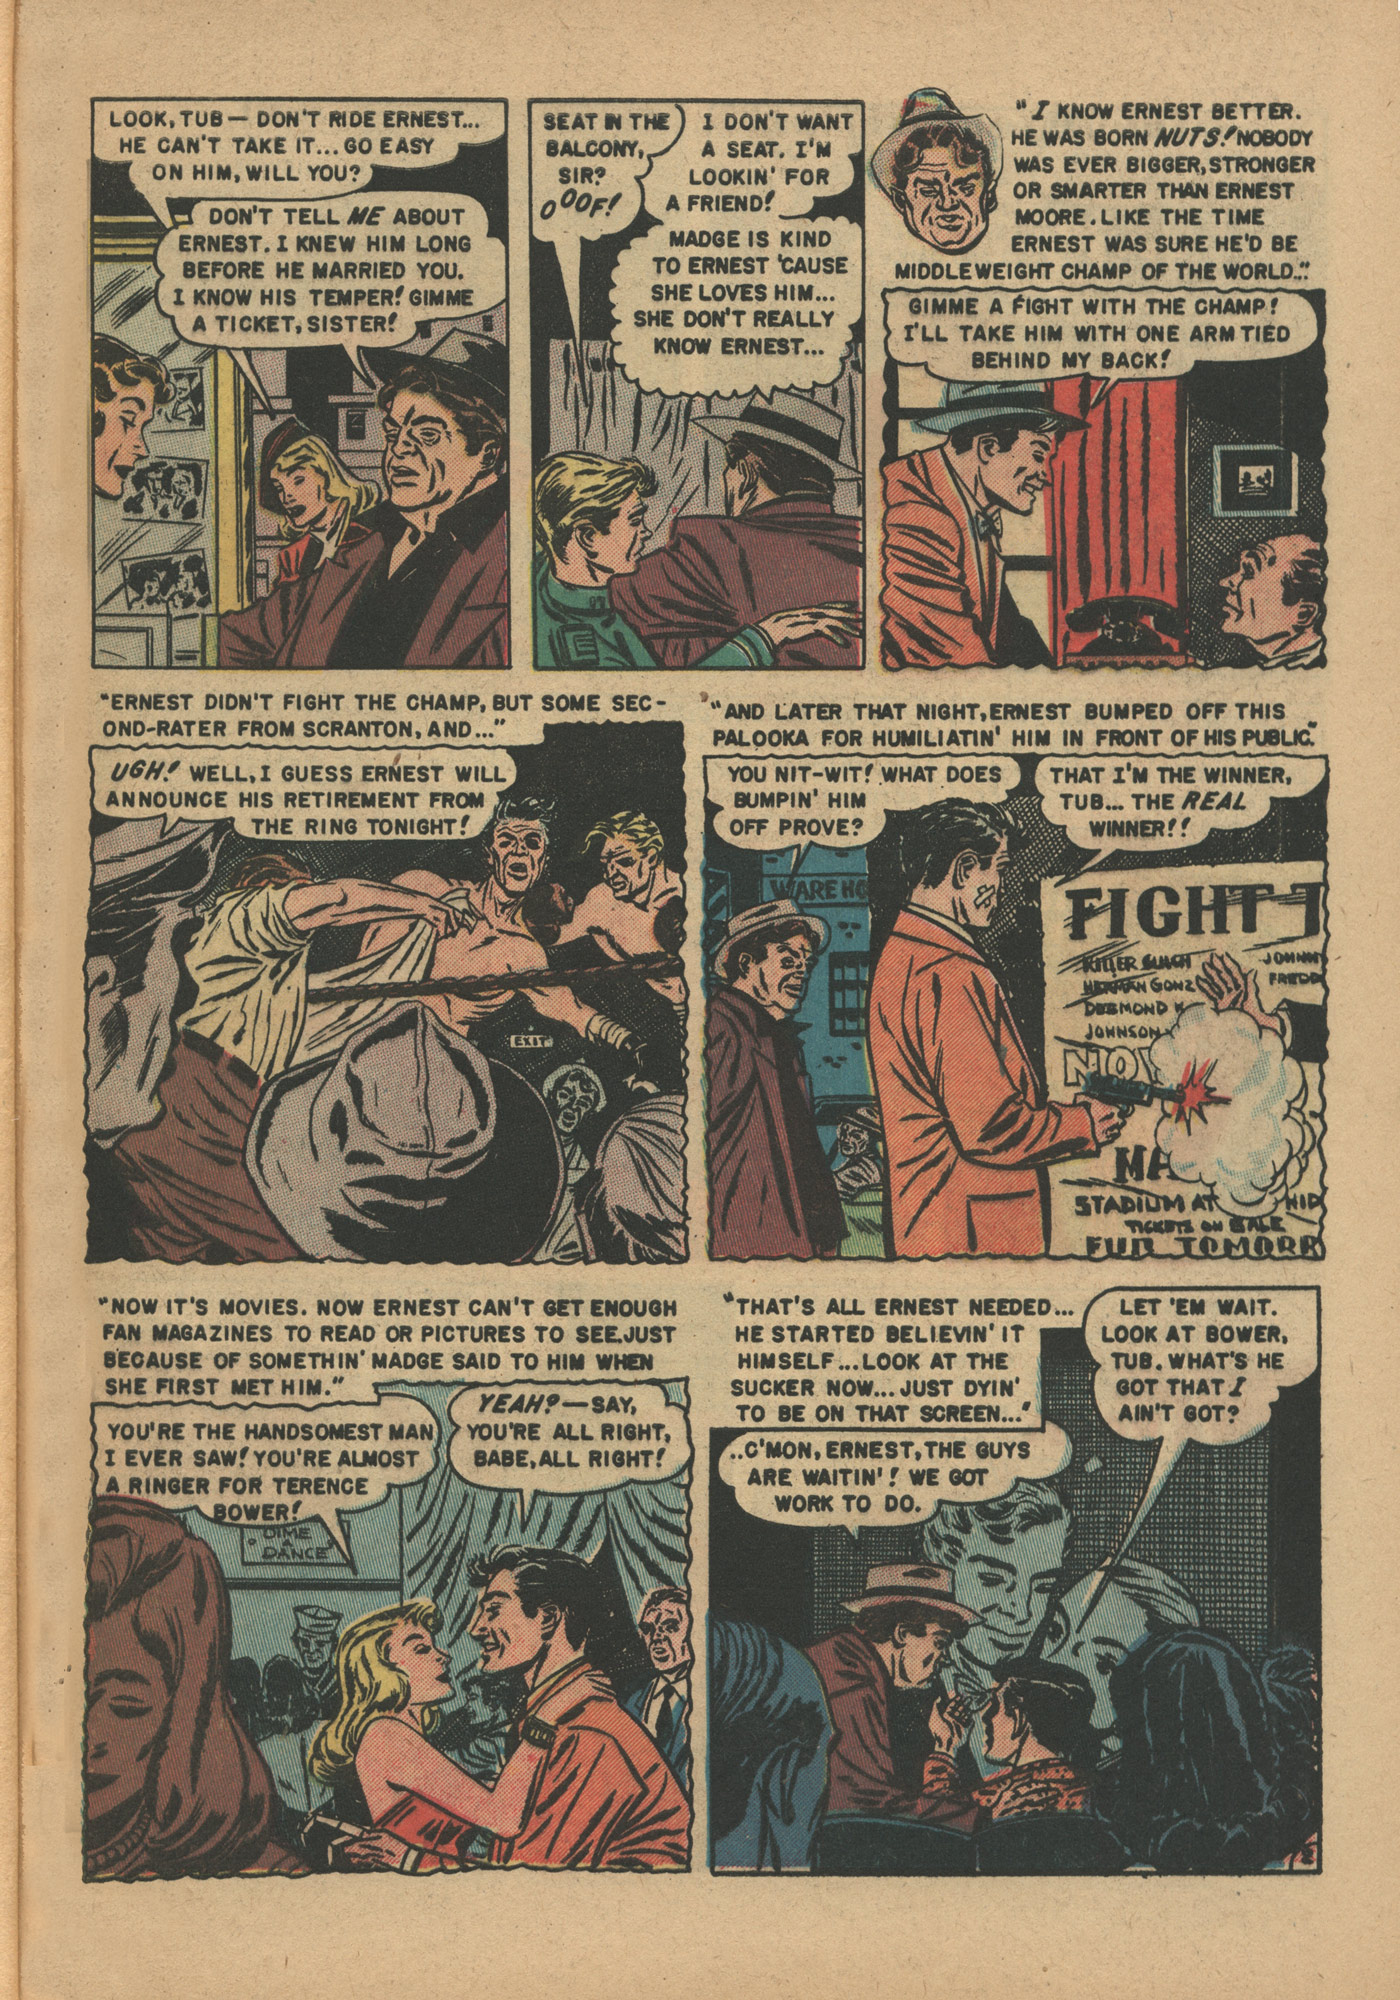 LOOK, TUB — DON'T RIDE ERNEST...
HE CAN'T TAKE IT... GO EASY
ON HIM, WILL YOU?
DON'T TELL ME ABOUT
ERNEST. I KNEW HIM LONG
BEFORE HE MARRIED YOU.
I KNOW HIS TEMPER! GIMME
A TICKET, SISTER!
SEAT IN THE
BALCONY,
SIR?
OOOF!
I DON'T WANT
A SEAT. I'M
LOOKIN' FOR
A FRIEND!
MADGE IS KIND
TO ERNEST 'CAUSE
SHE LOVES HIM...
SHE DON'T REALLY
KNOW ERNEST...
"I KNOW ERNEST BETTER.
HE WAS BORN NUTS! NOBODY
WAS EVER BIGGER, STRONGER
OR SMARTER THAN ERNEST
MOORE. LIKE THE TIME
ERNEST WAS SURE HE'D BE
MIDDLEWEIGHT CHAMP OF THE WORLD..."
GIMME A FIGHT WITH THE CHAMP!
I'LL TAKE HIM WITH ONE ARM TIED
BEHIND MY BACK!
"ERNEST DIDN'T FIGHT THE CHAMP, BUT SOME SEC-
OND-RATER FROM SCRANTON, AND..."
UGH! WELL, I GUESS ERNEST WILL
ANNOUNCE HIS RETIREMENT FROM
THE RING TONIGHT!
EXIT
"AND LATER THAT NIGHT, ERNEST BUMPED OFF THIS
PALOOKA FOR HUMILIATIN' HIM IN FRONT OF HIS PUBLIC."
YOU NIT-WIT! WHAT DOES
BUMPIN' HIM
OFF PROVE?
THAT I'M THE WINNER,
TUB... THE REAL
WINNER!!
WAREHO
FIGHT T
KILLER
HERMAN GONZ
DESMOND
JOHNSON
JOHNN
FREDD
NOV
MA
STADIUM AT
TICKETS ON SALE
"NOW IT'S MOVIES. NOW ERNEST CAN'T GET ENOUGH
FAN MAGAZINES TO READ OR PICTURES TO SEE. JUST
BECAUSE OF SOMETHIN' MADGE SAID TO HIM WHEN
SHE FIRST MET HIM."
YOU'RE THE HANDSOMEST MAN
I EVER SAW! YOU'RE ALMOST
A RINGER FOR TERENCE
BOWER!
YEAH? — SAY,
YOU'RE ALL RIGHT,
BABE, ALL RIGHT!
DIME
A
DANCE
"THAT'S ALL ERNEST NEEDED...
HE STARTED BELIEVIN' IT
HIMSELF... LOOK AT THE
SUCKER NOW... JUST DYIN'
TO BE ON THAT SCREEN..."
..C'MON, ERNEST, THE GUYS
ARE WAITIN'! WE GOT
WORK TO DO.
LET 'EM WAIT.
LOOK AT BOWER,
TUB. WHAT'S HE
GOT THAT I
AIN'T GOT?
2